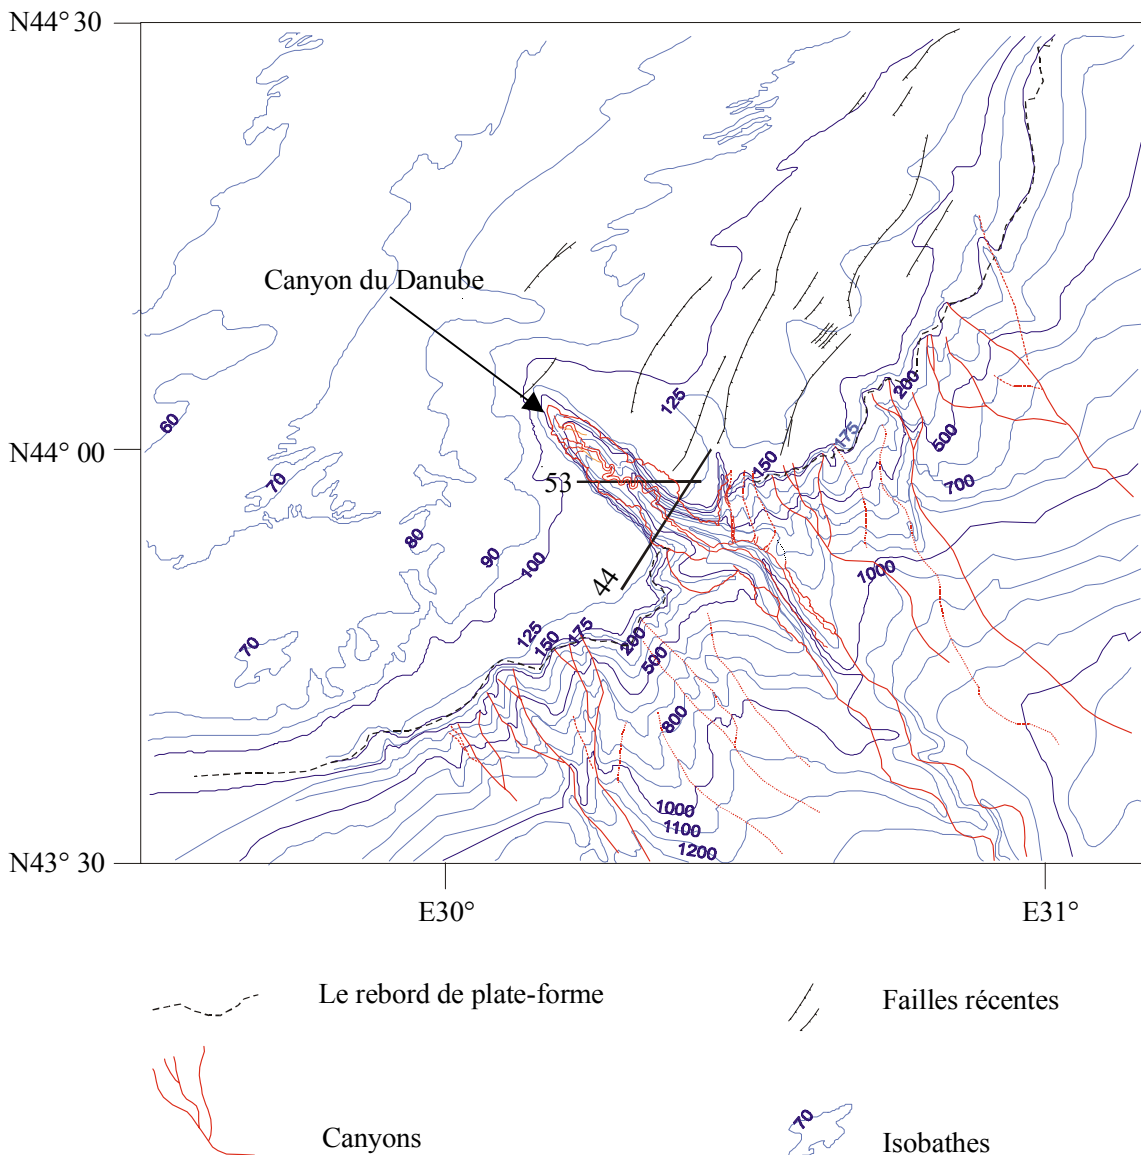 N44° 30
Canyon du Danube
60
125
200
175
500
N44° 00
150
70
53
700
80
90
100
1000
44
125
150
175
200
70
500
800
1000
1100
1200
N43° 30
E30°
E31°
Le rebord de plate-forme
Failles récentes
Canyons
70
Isobathes